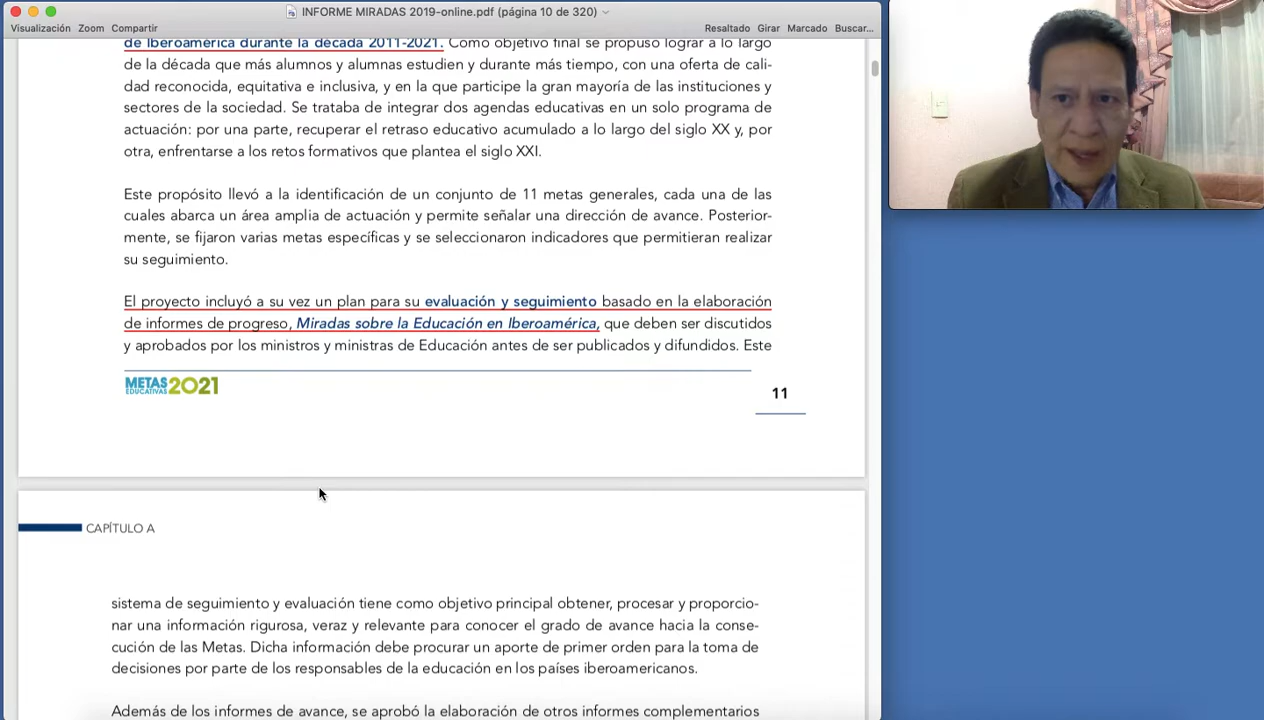 INFORME MIRADAS 2019-online.pdf (página 10 de 320)
Visualización Zoom Compartir Resaltado Girar Marcado Buscar...
de Iberoamérica durante la década 2011-2021. Como objetivo final se propuso lograr a lo largo
de la década que más alumnos y alumnas estudien y durante más tiempo, con una oferta de cali-
dad reconocida, equitativa e inclusiva, y en la que participe la gran mayoría de las instituciones y
sectores de la sociedad. Se trataba de integrar dos agendas educativas en un solo programa de
actuación: por una parte, recuperar el retraso educativo acumulado a lo largo del siglo XX y, por
otra, enfrentarse a los retos formativos que plantea el siglo XXI.
Este propósito llevó a la identificación de un conjunto de 11 metas generales, cada una de las
cuales abarca un área amplia de actuación y permite señalar una dirección de avance. Posterior-
mente, se fijaron varias metas específicas y se seleccionaron indicadores que permitieran realizar
su seguimiento.
El proyecto incluyó a su vez un plan para su evaluación y seguimiento basado en la elaboración
de informes de progreso, Miradas sobre la Educación en Iberoamérica, que deben ser discutidos
y aprobados por los ministros y ministras de Educación antes de ser publicados y difundidos. Este
METAS EDUCATIVAS 2021
11
CAPÍTULO A
sistema de seguimiento y evaluación tiene como objetivo principal obtener, procesar y proporcio-
nar una información rigurosa, veraz y relevante para conocer el grado de avance hacia la conse-
cución de las Metas. Dicha información debe procurar un aporte de primer orden para la toma de
decisiones por parte de los responsables de la educación en los países iberoamericanos.
Además de los informes de avance, se aprobó la elaboración de otros informes complementarios